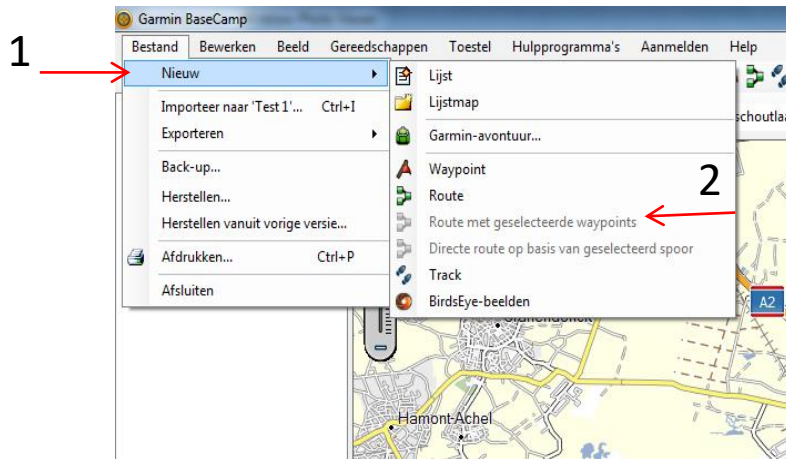 Garmin BaseCamp
Bestand Bewerken Beeld Gereedschappen Toestel Hulpprogramma's Aanmelden Help
1
Nieuw
Importeer naar 'Test 1'... Ctrl+I
Exporteren
Back-up...
Herstellen...
Herstellen vanuit vorige versie...
Afdrukken... Ctrl+P
Afsluiten
Lijst
Lijstmap
Garmin-avontuur...
Waypoint
Route
Route met geselecteerde waypoints
Directe route op basis van geselecteerd spoor
Track
BirdsEye-beelden
2
A2
Hamont-Achel